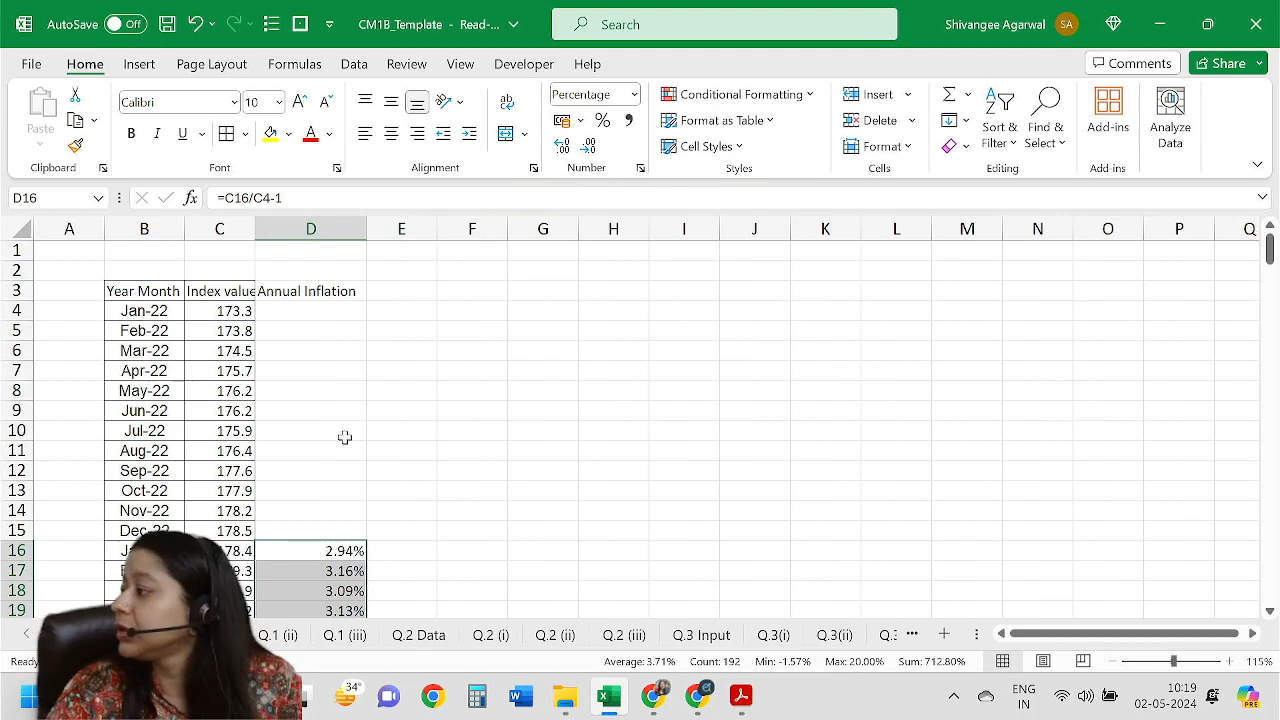 AutoSave Off CM1B_Template - Read-... Search Shivangee Agarwal SA
File Home Insert Page Layout Formulas Data Review View Developer Help Comments Share
Paste Calibri 10 A A Percentage Conditional Formatting Insert
B I U A % , Format as Table Delete Sort & Filter Find & Select Add-ins Analyze Data
Cell Styles Format
Clipboard Font Alignment Number Styles Cells Editing Add-ins
D16 fx =C16/C4-1
A B C D E F G H I J K L M N O P Q
1
2
3 Year Month Index value Annual Inflation
4 Jan-22 173.3
5 Feb-22 173.8
6 Mar-22 174.5
7 Apr-22 175.7
8 May-22 176.2
9 Jun-22 176.2
10 Jul-22 175.9
11 Aug-22 176.4
12 Sep-22 177.6
13 Oct-22 177.9
14 Nov-22 178.2
15 Dec-22 178.5
16 2.94%
17 3.16%
18 3.09%
19 3.13%
Q.1 (ii) Q.1 (iii) Q.2 Data Q.2 (i) Q.2 (ii) Q.2 (iii) Q.3 Input Q.3(i) Q.3(ii) Q.: ...
Average: 3.71% Count: 192 Min: -1.57% Max: 20.00% Sum: 712.80% 115%
34° ENG 10:19
IN 02-05-2024 PRE